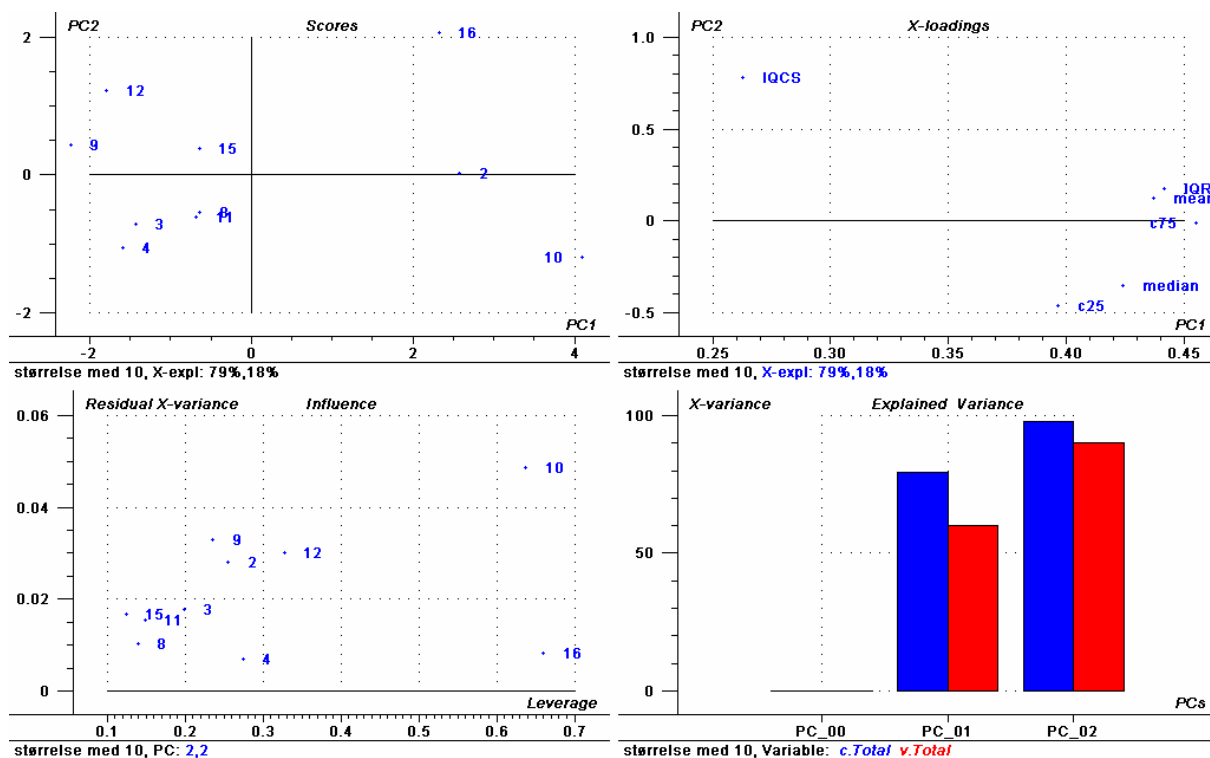 PC2 Scores
2
0
-2
16
12
9
15
2
8
11
3
4
10
PC1
-2 0 2 4
størrelse med 10, X-expl: 79%,18%
PC2 X-loadings
1.0
0.5
0
-0.5
IQCS
IQR
mean
c75
median
c25
PC1
0.25 0.30 0.35 0.40 0.45
størrelse med 10, X-expl: 79%,18%
Residual X-variance Influence
0.06
0.04
0.02
0
10
9
2
12
15
11
3
8
4
16
Leverage
0.1 0.2 0.3 0.4 0.5 0.6 0.7
størrelse med 10, PC: 2,2
X-variance Explained Variance
100
50
0
PCs
PC_00 PC_01 PC_02
størrelse med 10, Variable: c.Total v.Total